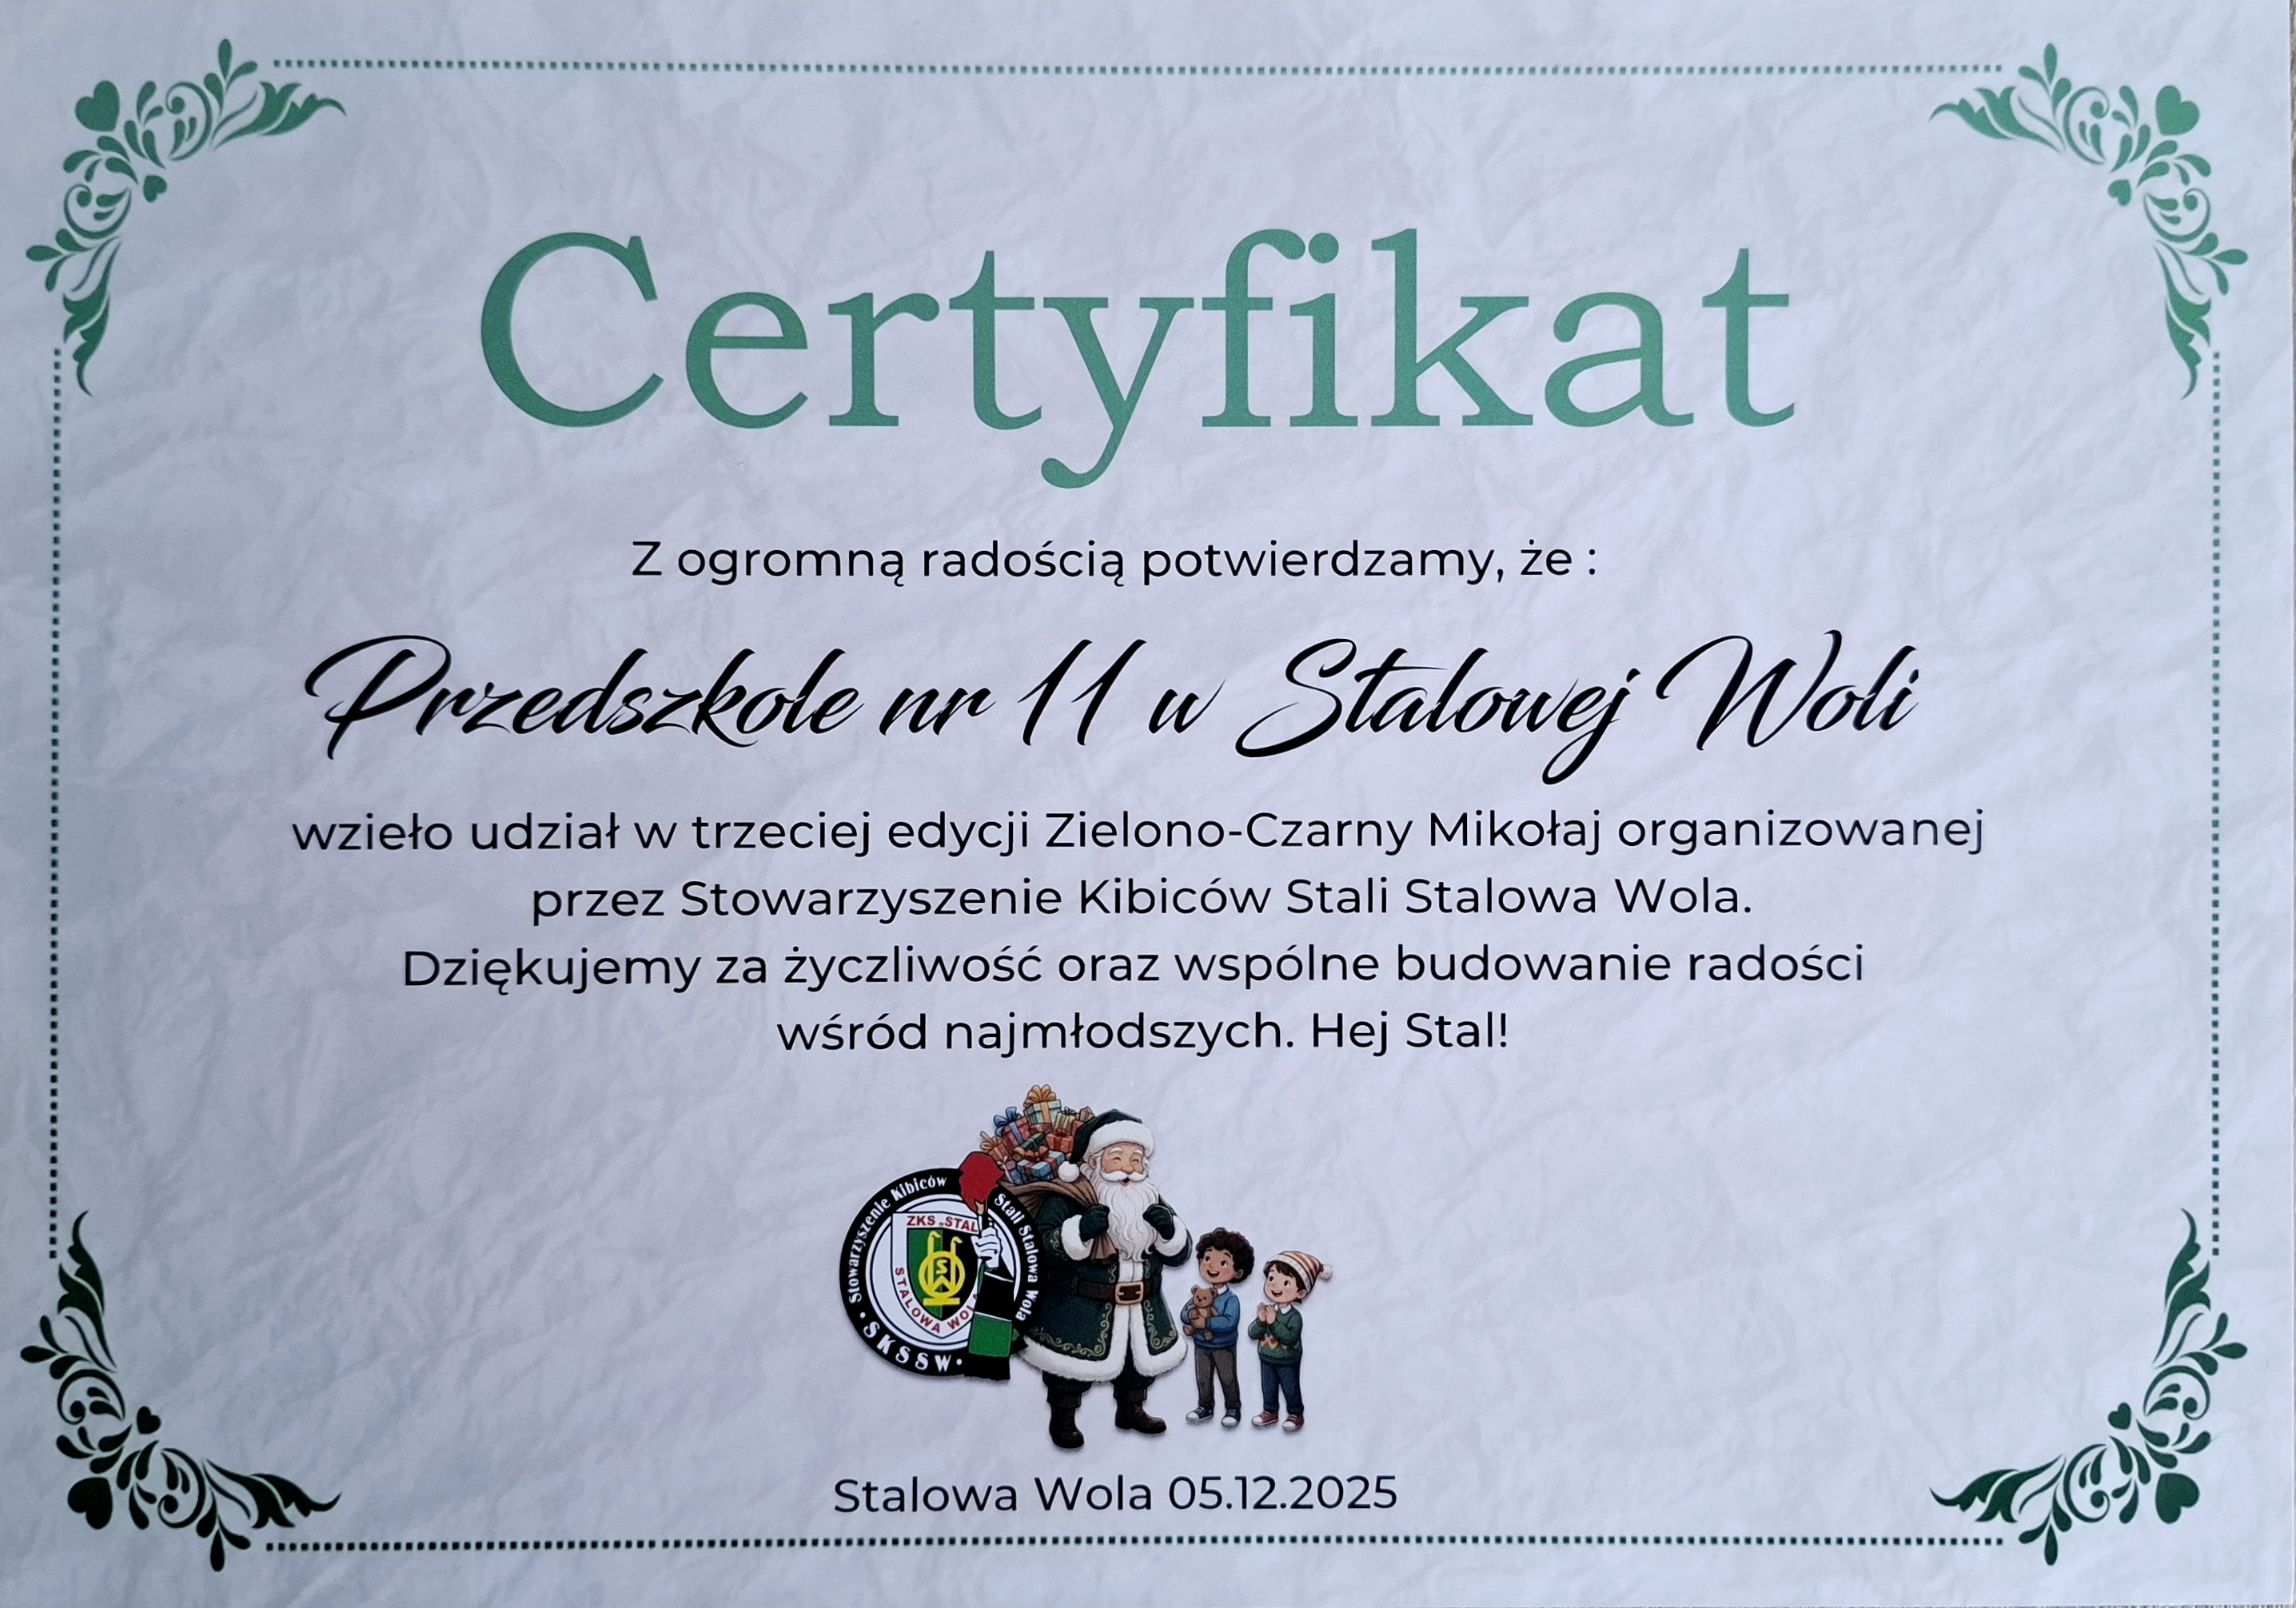 Certyfikat
Z ogromną radością potwierdzamy, że :
Przedszkole nr 11 w Stalowej Woli
wzieło udział w trzeciej edycji Zielono-Czarny Mikołaj organizowanej
przez Stowarzyszenie Kibiców Stali Stalowa Wola.
Dziękujemy za życzliwość oraz wspólne budowanie radości
wśród najmłodszych. Hej Stal!
Stowarzyszenie Kibiców Stali Stalowa Wola
ZKS „STAL
STALOWA WOL
• SKSSW •
Stalowa Wola 05.12.2025